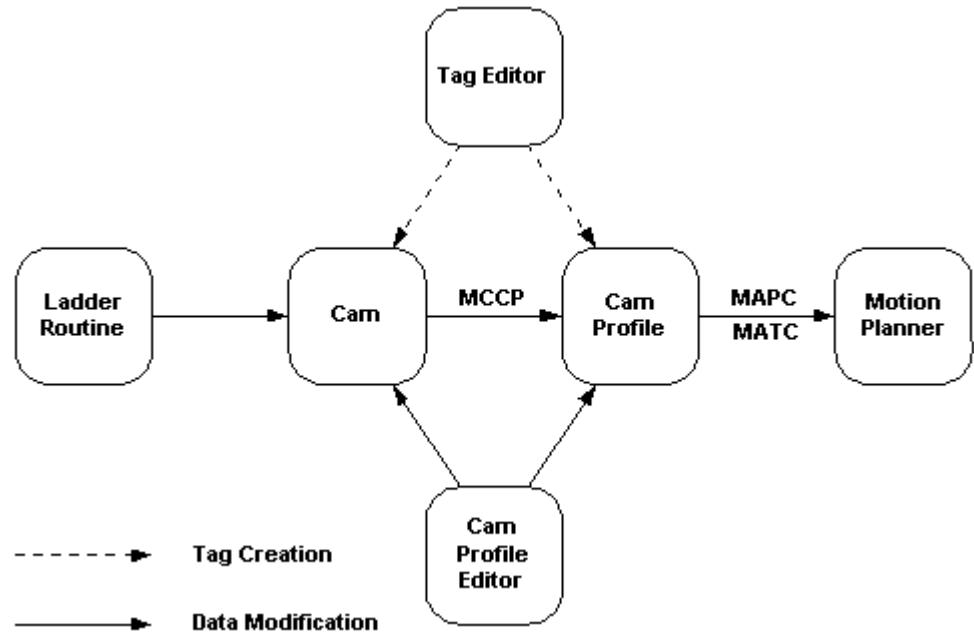 Tag Editor
Ladder
Routine
Cam
MCCP
Cam
Profile
MAPC
MATC
Motion
Planner
Cam
Profile
Editor
Tag Creation
Data Modification